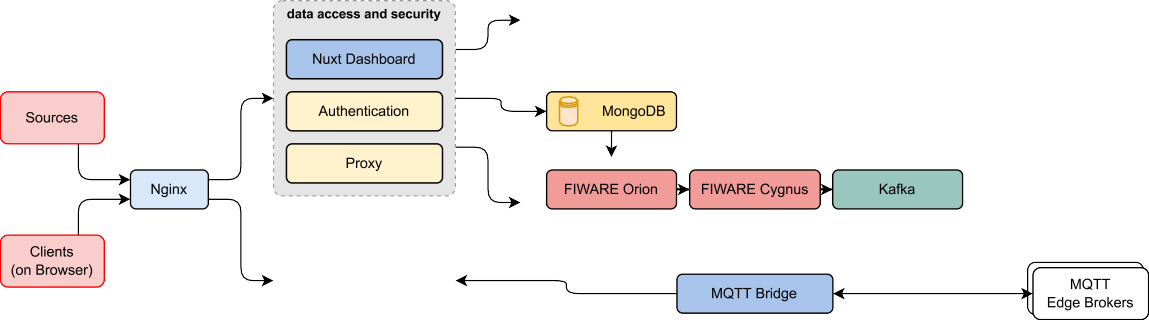 data access and security
Nuxt Dashboard
Authentication
Proxy
Sources
Nginx
Clients
(on Browser)
MongoDB
FIWARE Orion
FIWARE Cygnus
Kafka
MQTT Bridge
MQTT
Edge Brokers